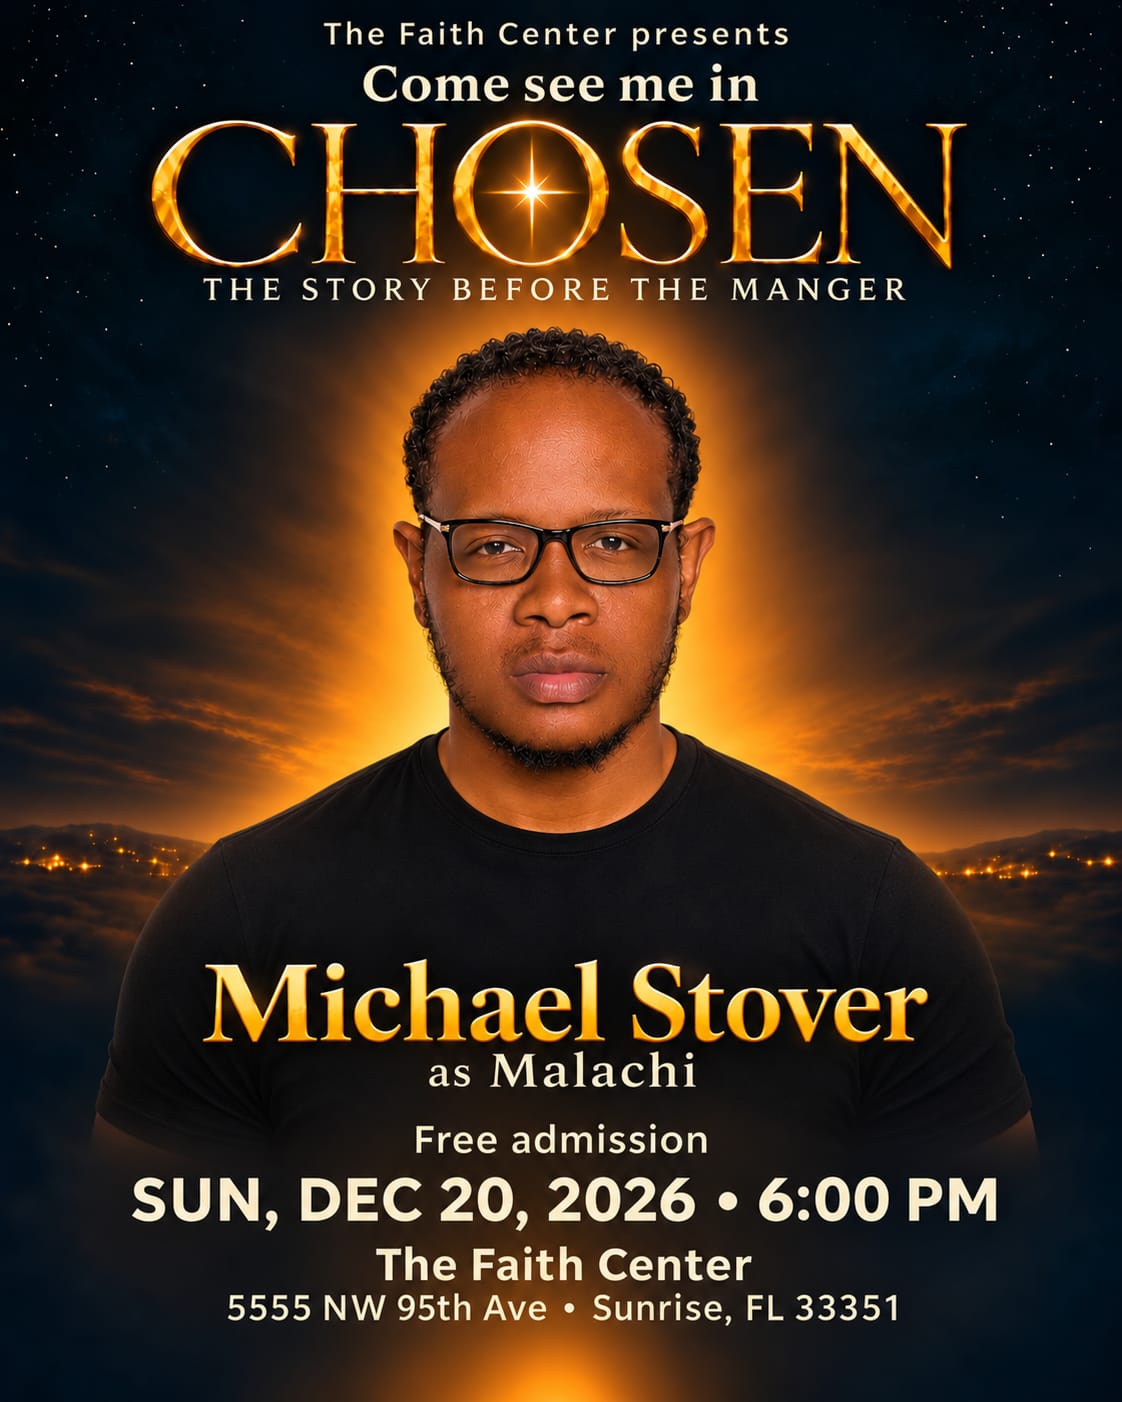 The Faith Center presents
Come see me in
CHOSEN
THE STORY BEFORE THE MANGER
Michael Stover
as Malachi
Free admission
SUN, DEC 20, 2026 • 6:00 PM
The Faith Center
5555 NW 95th Ave • Sunrise, FL 33351